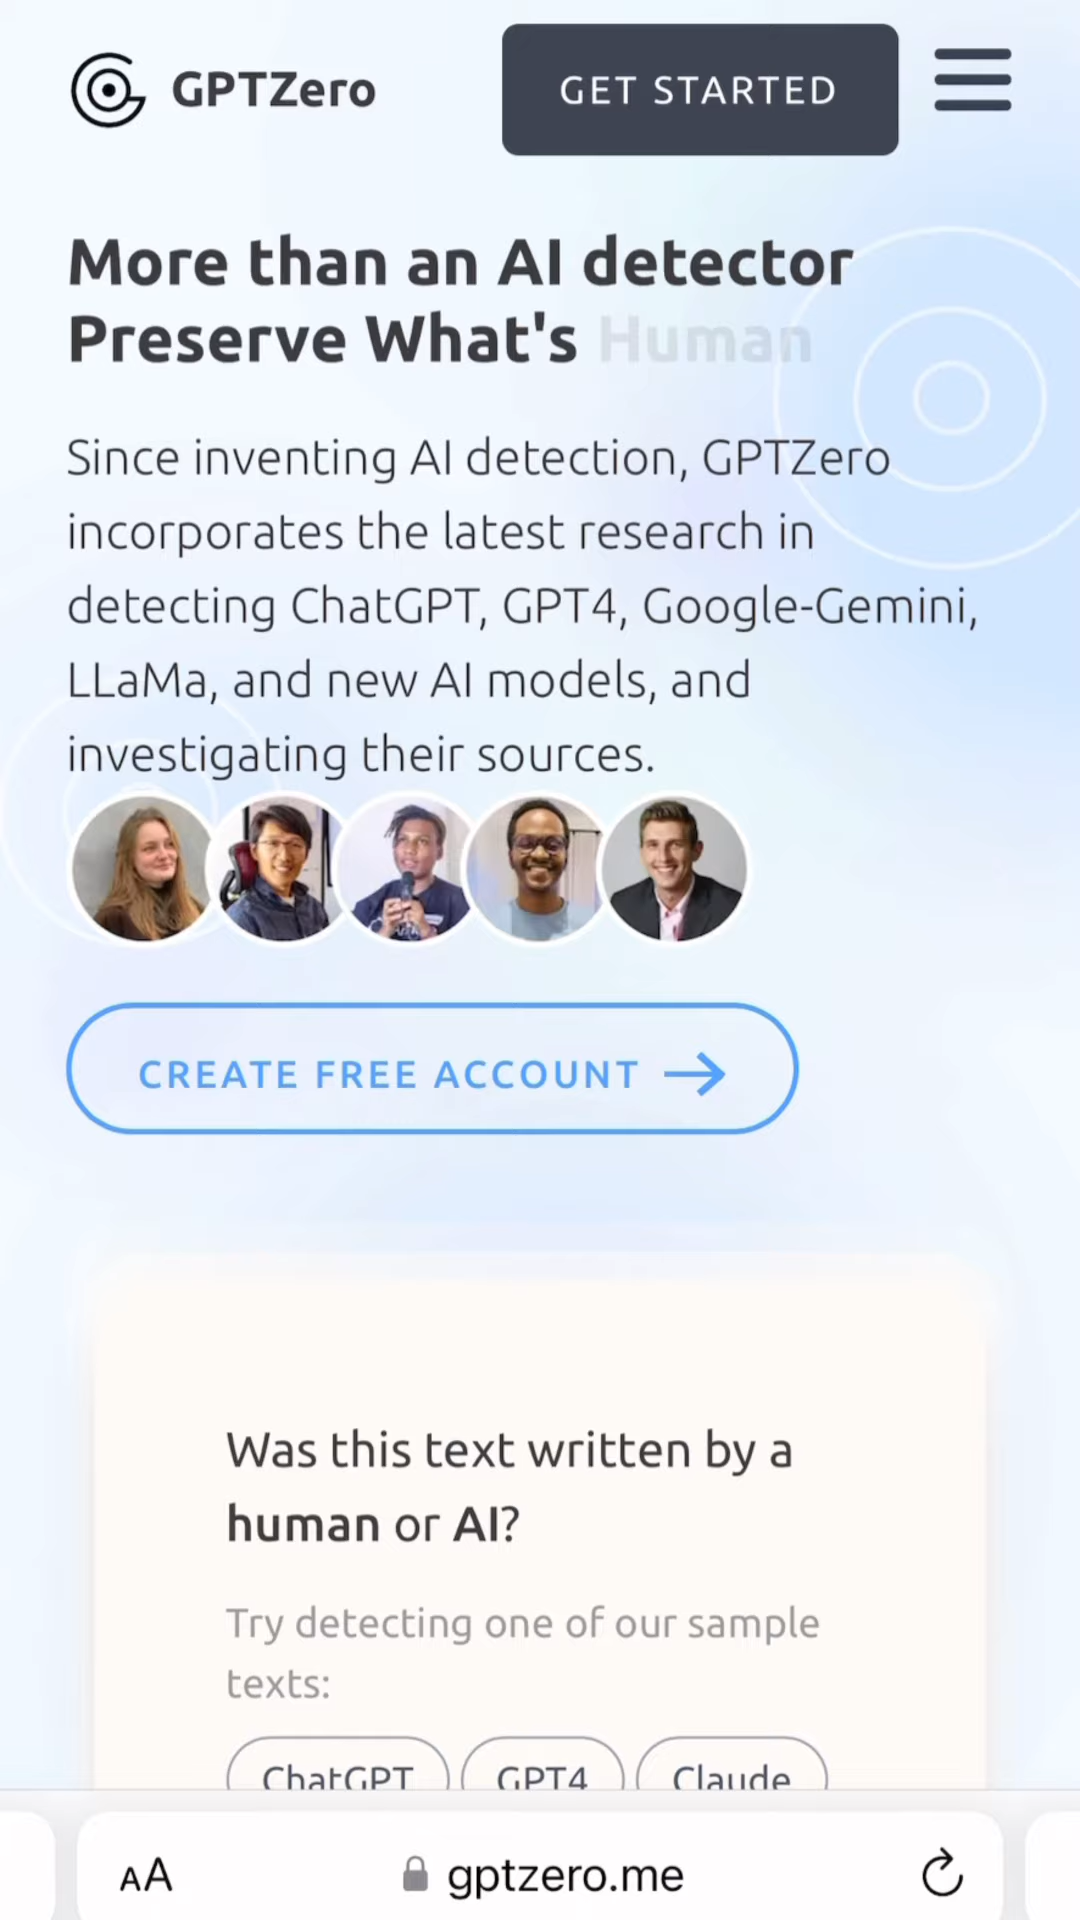 GPTZero
GET STARTED
More than an AI detector
Preserve What's Human
Since inventing AI detection, GPTZero
incorporates the latest research in
detecting ChatGPT, GPT4, Google-Gemini,
LLaMa, and new AI models, and
investigating their sources.
CREATE FREE ACCOUNT →
Was this text written by a
human or AI?
Try detecting one of our sample
texts:
ChatGPT GPT4 Claude
AA gptzero.me